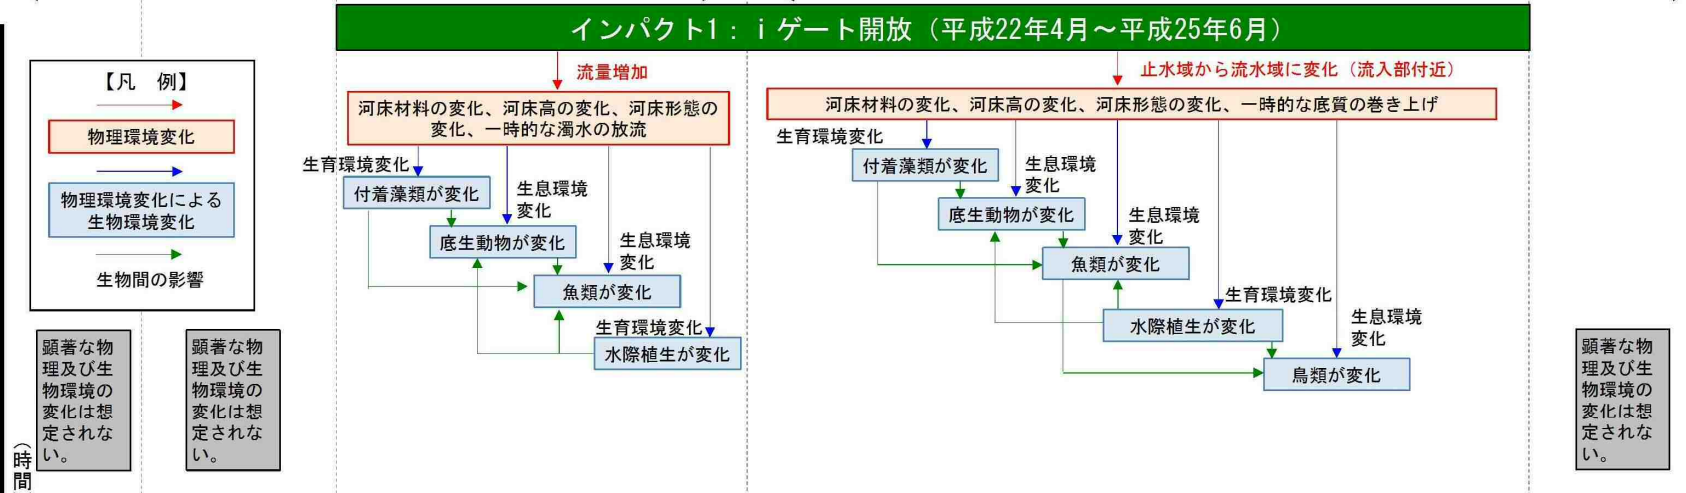 インパクト1：ｉゲート開放（平成22年4月～平成25年6月）
【凡　例】
物理環境変化
物理環境変化による
生物環境変化
生物間の影響
流量増加
河床材料の変化、河床高の変化、河床形態の
変化、一時的な濁水の放流
生育環境変化
付着藻類が変化
生息環境
変化
底生動物が変化
生息環境
変化
魚類が変化
生育環境変化
水際植生が変化
止水域から流水域に変化（流入部付近）
河床材料の変化、河床高の変化、河床形態の変化、一時的な底質の巻き上げ
生育環境変化
付着藻類が変化
生息環境
変化
底生動物が変化
生息環境
変化
魚類が変化
生育環境変化
水際植生が変化
生息環境
変化
鳥類が変化
顕著な物
理及び生
物環境の
変化は想
定されな
い。
顕著な物
理及び生
物環境の
変化は想
定されな
い。
顕著な物
理及び生
物環境の
変化は想
定されな
い。
（時間